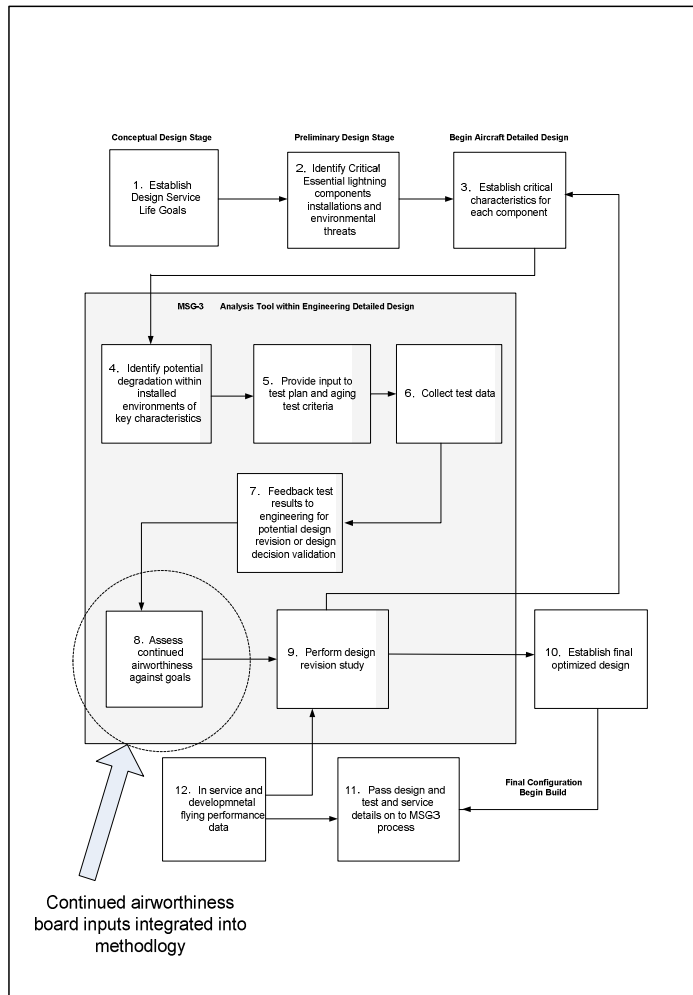 Conceptual Design Stage
Preliminary Design Stage
Begin Aircraft Detailed Design
1. Establish
Design Service
Life Goals
2. Identify Critical
Essential lightning
components
installations and
environmental
threats
3. Establish critical
characteristics for
each component
MSG-3 Analysis Tool within Engineering Detailed Design
4. Identify potential
degradation within
installed
environments of
key characteristics
5. Provide input to
test plan and aging
test criteria
6. Collect test data
7. Feedback test
results to
engineering for
potential design
revision or design
decision validation
8. Assess
continued
airworthiness
against goals
9. Perform design
revision study
10. Establish final
optimized design
12. In service and
developmnetal
flying performance
data
11. Pass design and
test and service
details on to MSG3
process
Final Configuration
Begin Build
Continued airworthiness
board inputs integrated into
methodlogy